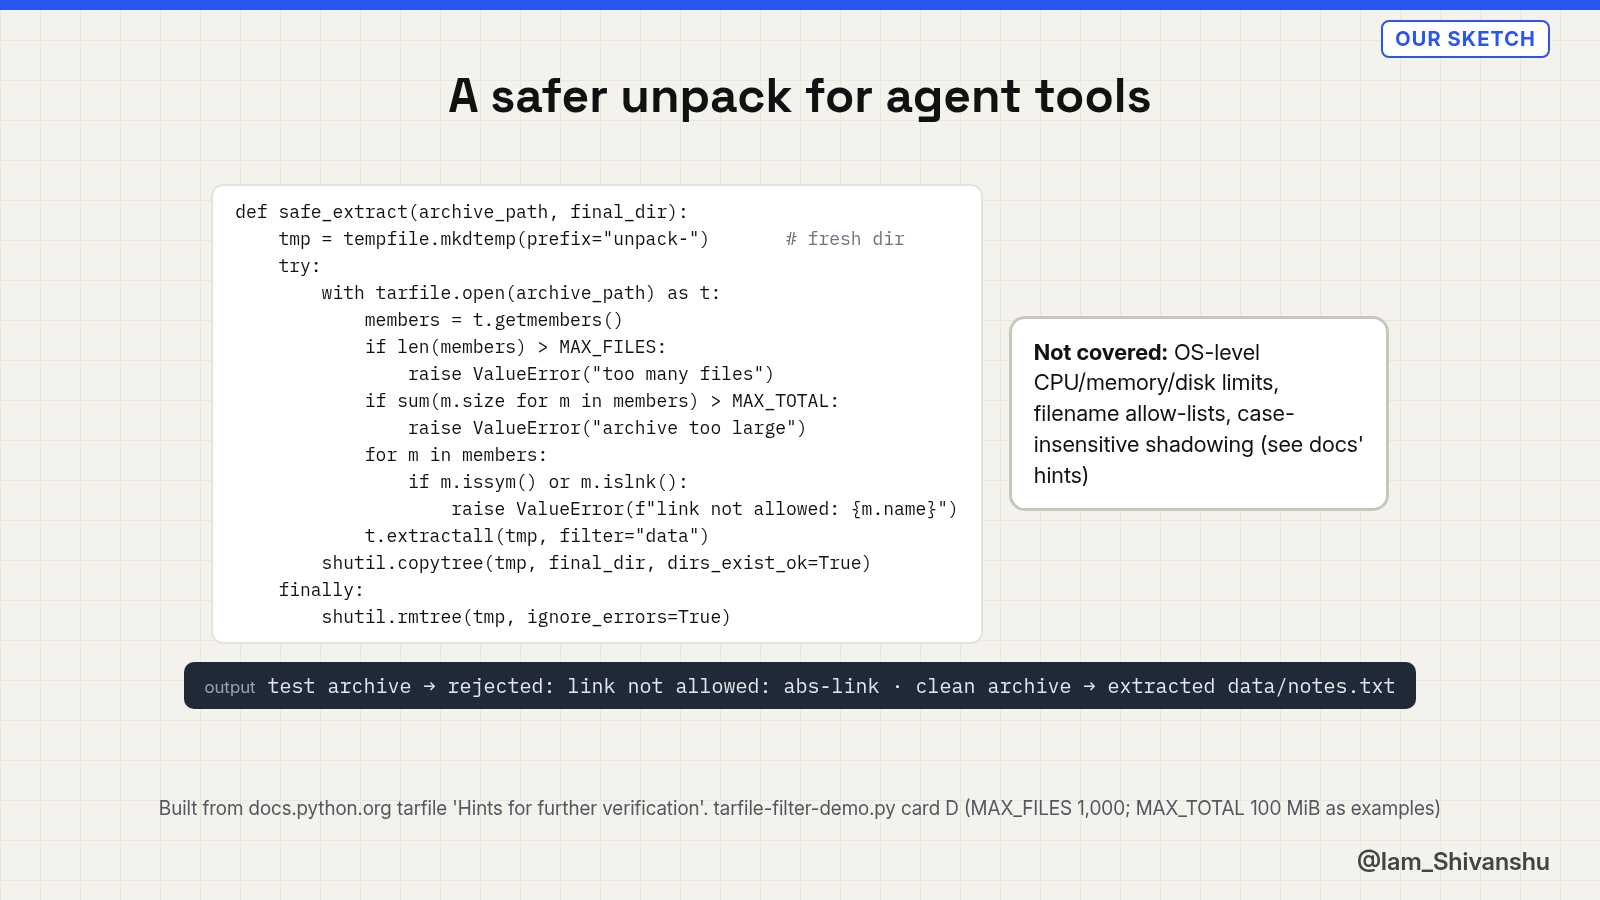 OUR SKETCH
A safer unpack for agent tools
def safe_extract(archive_path, final_dir):
    tmp = tempfile.mkdtemp(prefix="unpack-")       # fresh dir
    try:
        with tarfile.open(archive_path) as t:
            members = t.getmembers()
            if len(members) > MAX_FILES:
                raise ValueError("too many files")
            if sum(m.size for m in members) > MAX_TOTAL:
                raise ValueError("archive too large")
            for m in members:
                if m.issym() or m.islnk():
                    raise ValueError(f"link not allowed: {m.name}")
            t.extractall(tmp, filter="data")
        shutil.copytree(tmp, final_dir, dirs_exist_ok=True)
    finally:
        shutil.rmtree(tmp, ignore_errors=True)
Not covered: OS-level
CPU/memory/disk limits,
filename allow-lists, case-
insensitive shadowing (see docs'
hints)
output test archive → rejected: link not allowed: abs-link · clean archive → extracted data/notes.txt
Built from docs.python.org tarfile 'Hints for further verification'. tarfile-filter-demo.py card D (MAX_FILES 1,000; MAX_TOTAL 100 MiB as examples)
@Iam_Shivanshu